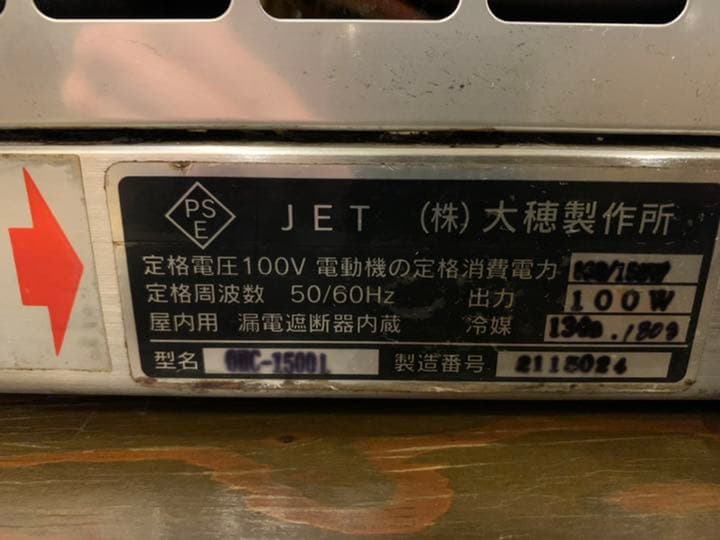 PS E JET (株) 大穂製作所
定格電圧100V 電動機の定格消費電力
定格周波数 50/60Hz 出力 100W
屋内用 漏電遮断器内蔵 冷媒
型名 OHC-1500L 製造番号 2115024